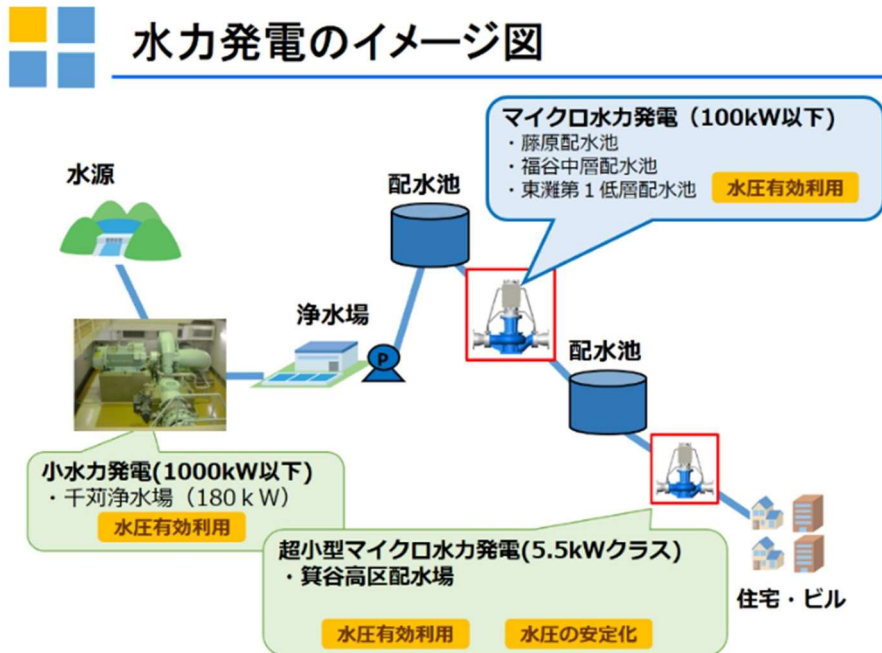 水力発電のイメージ図
マイクロ水力発電（100kW以下）
・藤原配水池
・福谷中層配水池
・東灘第１低層配水池
水圧有効利用
水源
配水池
浄水場
P
配水池
小水力発電(1000kW以下)
・千苅浄水場（180ｋW）
水圧有効利用
超小型マイクロ水力発電(5.5kWクラス)
・箕谷高区配水場
水圧有効利用
水圧の安定化
住宅・ビル